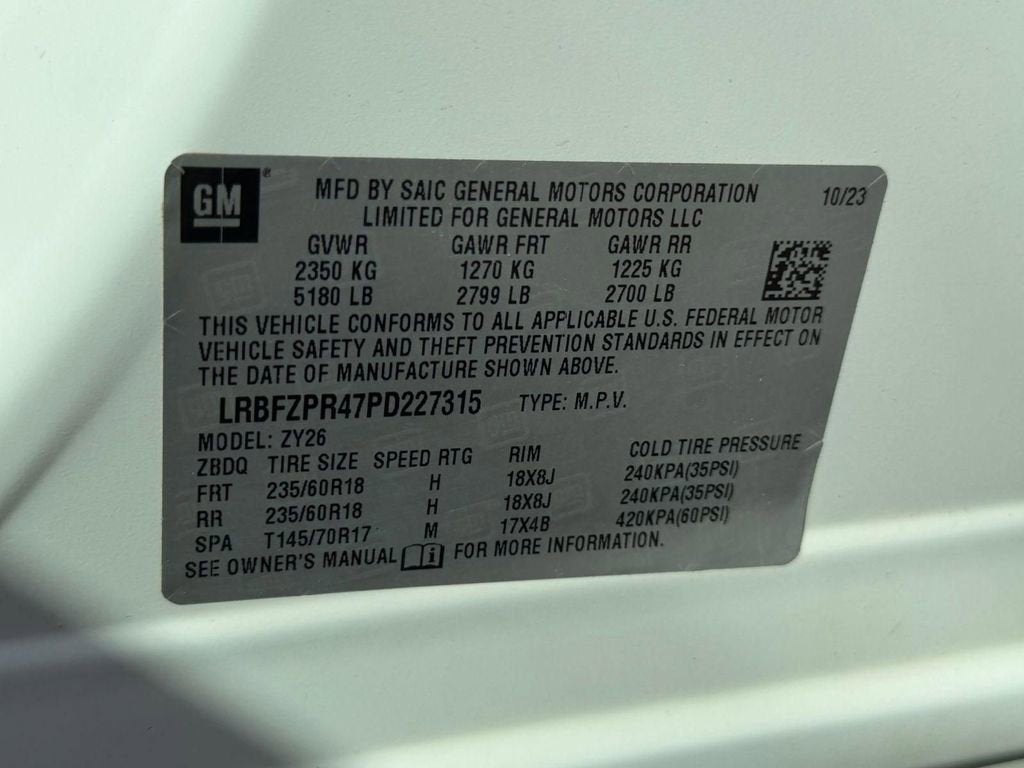 GM ®
MFD BY SAIC GENERAL MOTORS CORPORATION 10/23
LIMITED FOR GENERAL MOTORS LLC
GVWR GAWR FRT GAWR RR
2350 KG 1270 KG 1225 KG
5180 LB 2799 LB 2700 LB
THIS VEHICLE CONFORMS TO ALL APPLICABLE U.S. FEDERAL MOTOR
VEHICLE SAFETY AND THEFT PREVENTION STANDARDS IN EFFECT ON
THE DATE OF MANUFACTURE SHOWN ABOVE.
LRBFZPR47PD227315 TYPE: M.P.V.
MODEL: ZY26
ZBDQ TIRE SIZE SPEED RTG RIM COLD TIRE PRESSURE
FRT 235/60R18 H 18X8J 240KPA(35PSI)
RR 235/60R18 H 18X8J 240KPA(35PSI)
SPA T145/70R17 M 17X4B 420KPA(60PSI)
SEE OWNER'S MANUAL FOR MORE INFORMATION.